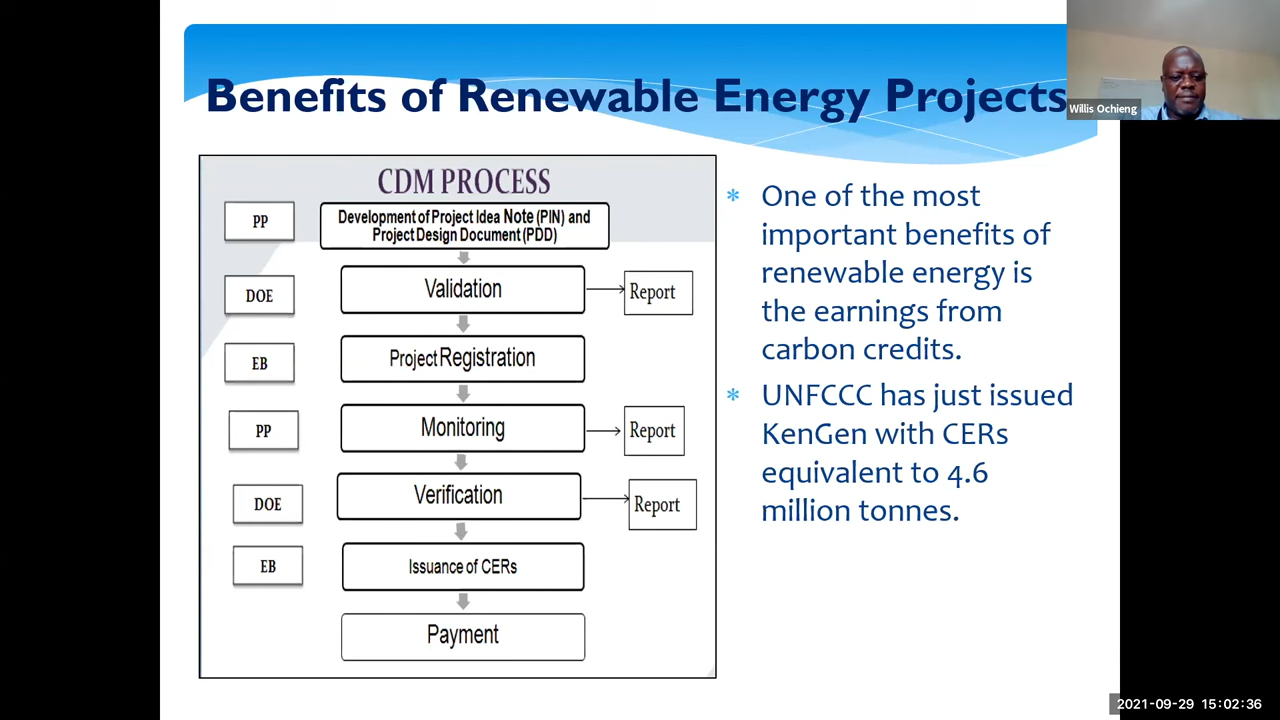 Benefits of Renewable Energy Projects
Willis Ochieng
CDM PROCESS
PP
Development of Project Idea Note (PIN) and
Project Design Document (PDD)
DOE
Validation
Report
EB
Project Registration
PP
Monitoring
Report
DOE
Verification
Report
EB
Issuance of CERs
Payment
* One of the most
important benefits of
renewable energy is
the earnings from
carbon credits.
* UNFCCC has just issued
KenGen with CERs
equivalent to 4.6
million tonnes.
2021-09-29 15:02:36